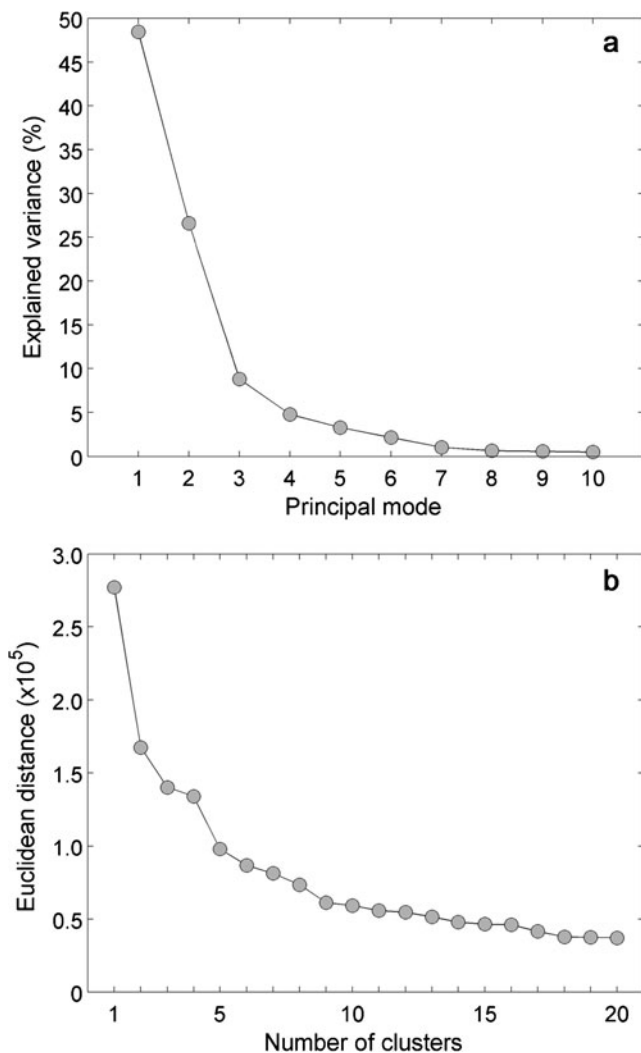 a
50
45
40
35
30
25
20
15
10
5
0
Explained variance (%)
1 2 3 4 5 6 7 8 9 10
Principal mode
b
3.0
2.5
2.0
1.5
1.0
0.5
0
Euclidean distance (x10⁵)
1 5 10 15 20
Number of clusters